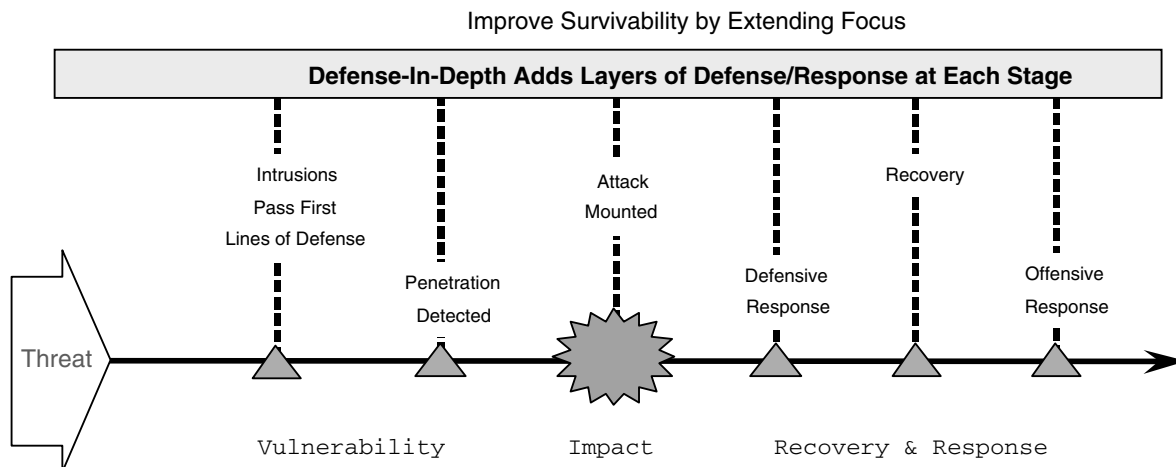 Improve Survivability by Extending Focus
Defense-In-Depth Adds Layers of Defense/Response at Each Stage
Intrusions
Pass First
Lines of Defense
Penetration
Detected
Attack
Mounted
Defensive
Response
Recovery
Offensive
Response
Threat
Vulnerability
Impact
Recovery & Response